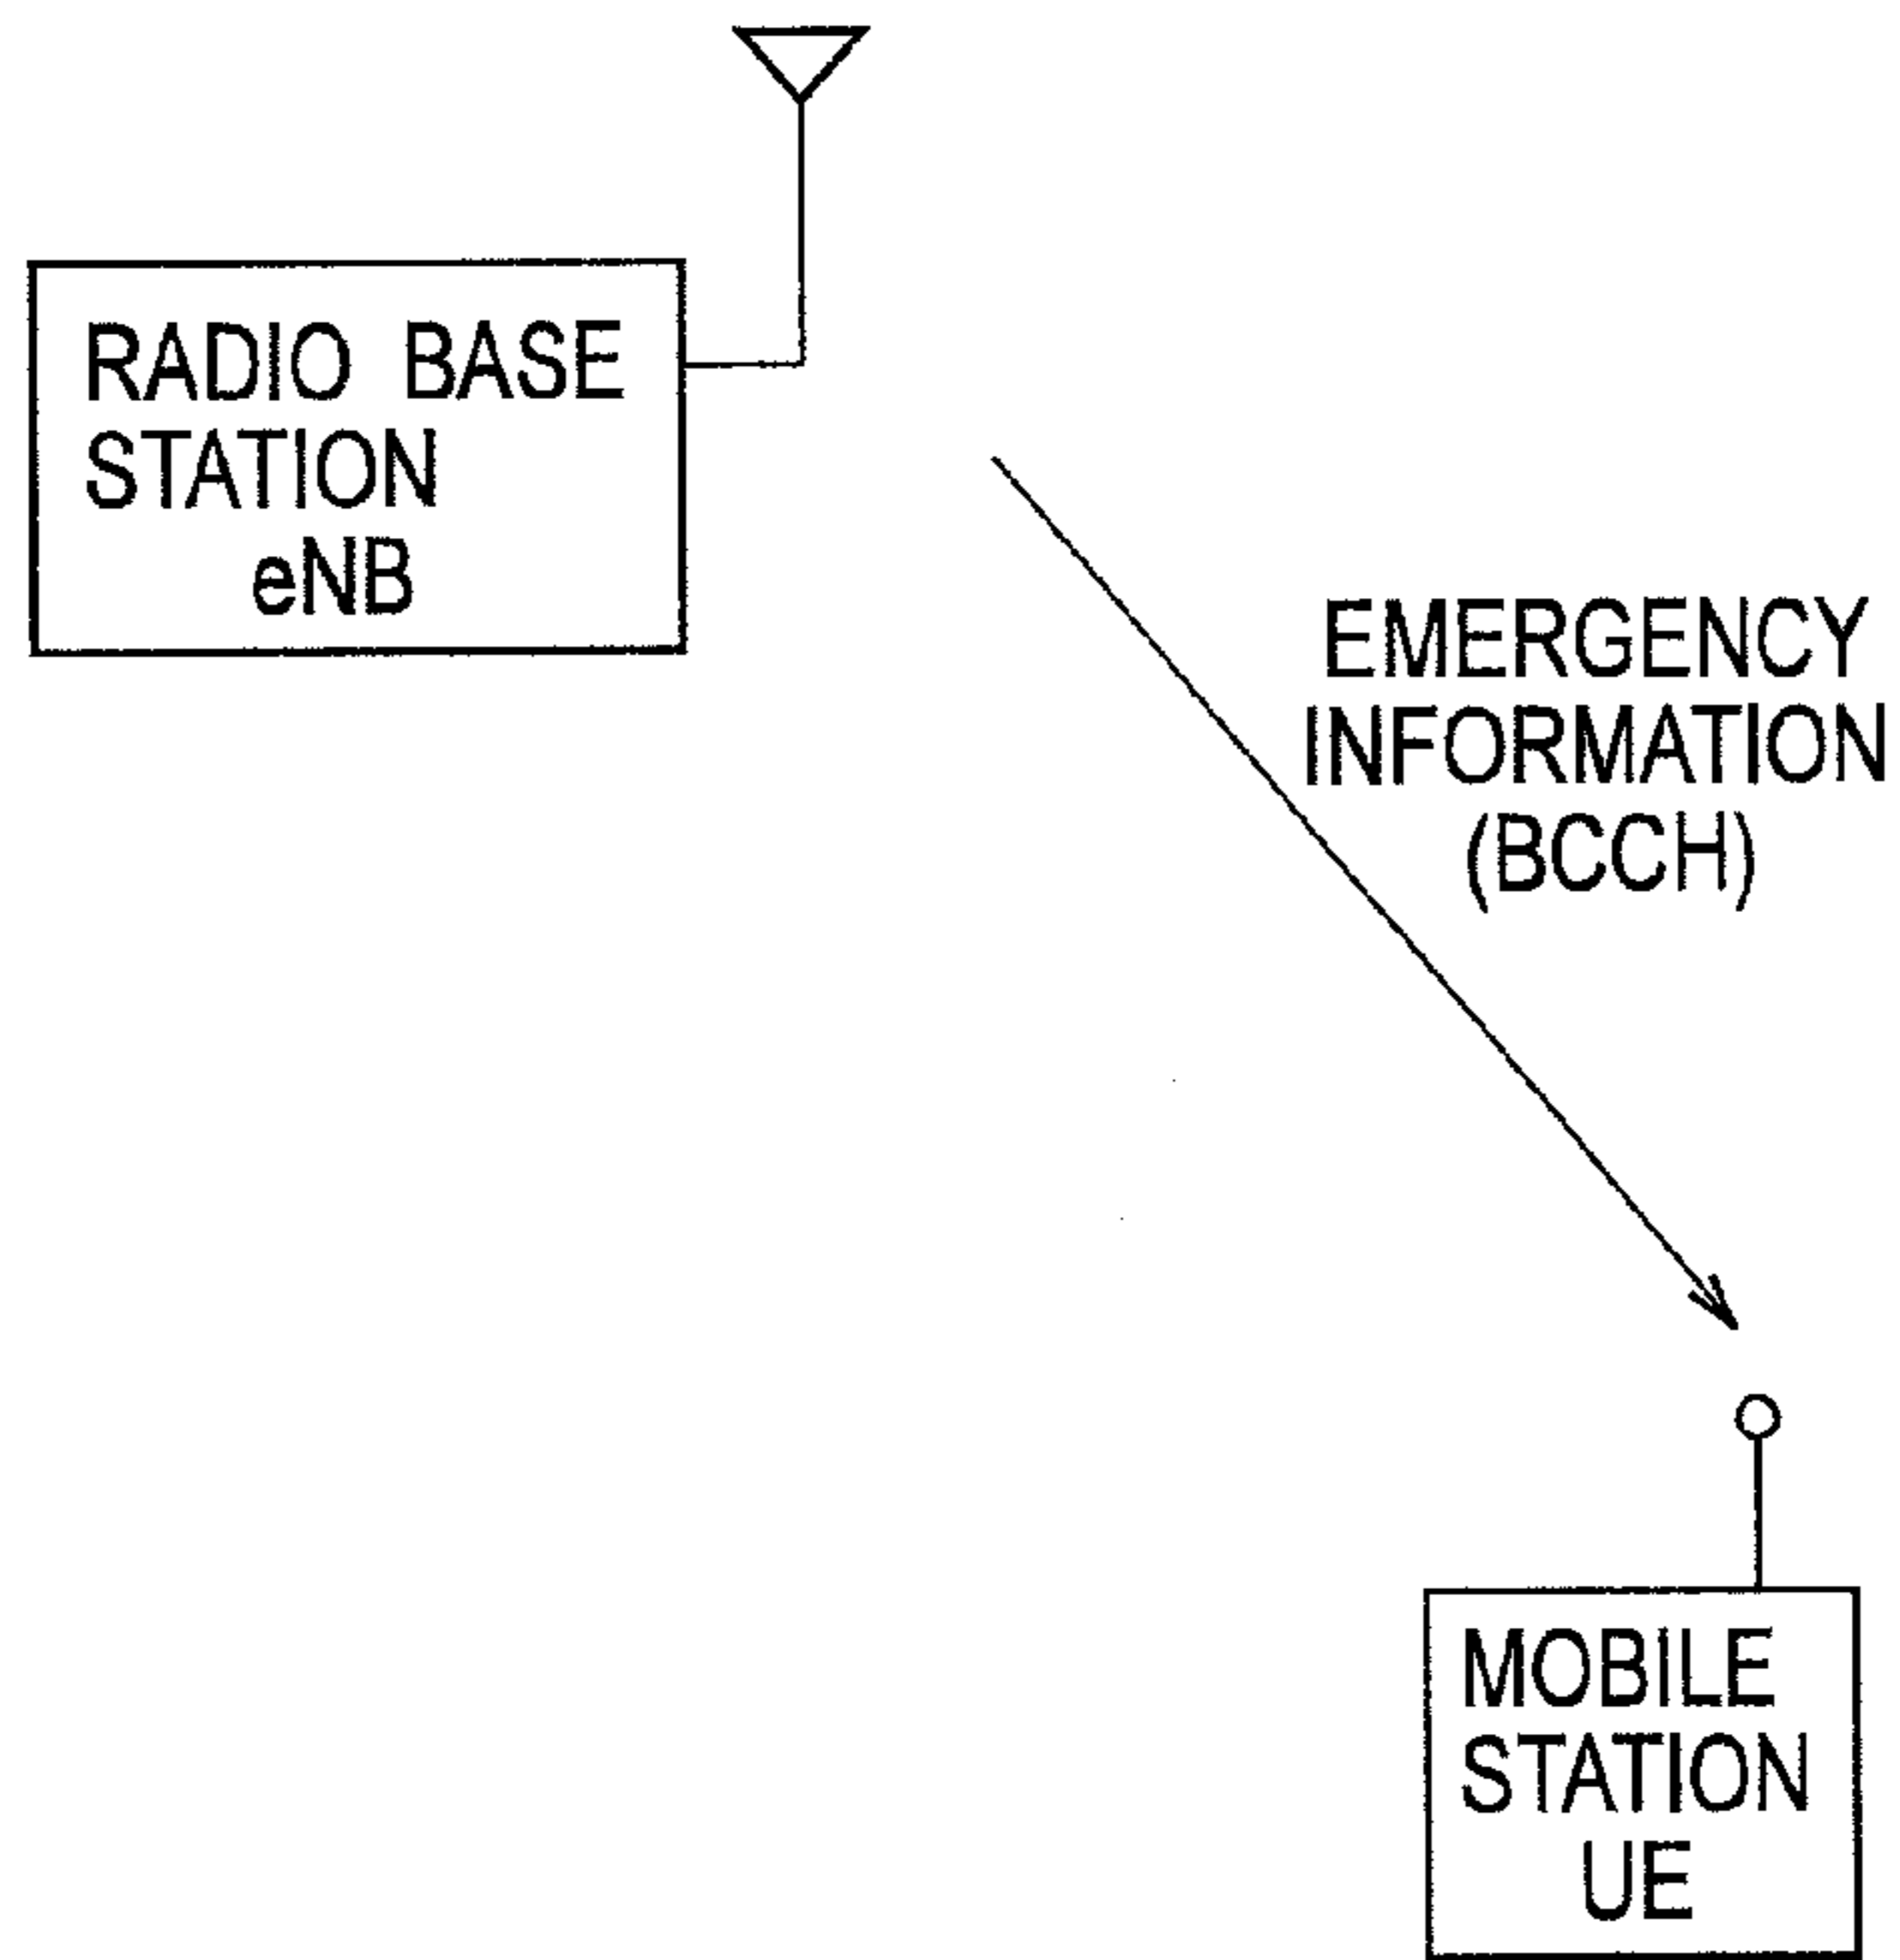 RADIO BASE
STATION
eNB
EMERGENCY
INFORMATION
(BCCH)
MOBILE
STATION
UE